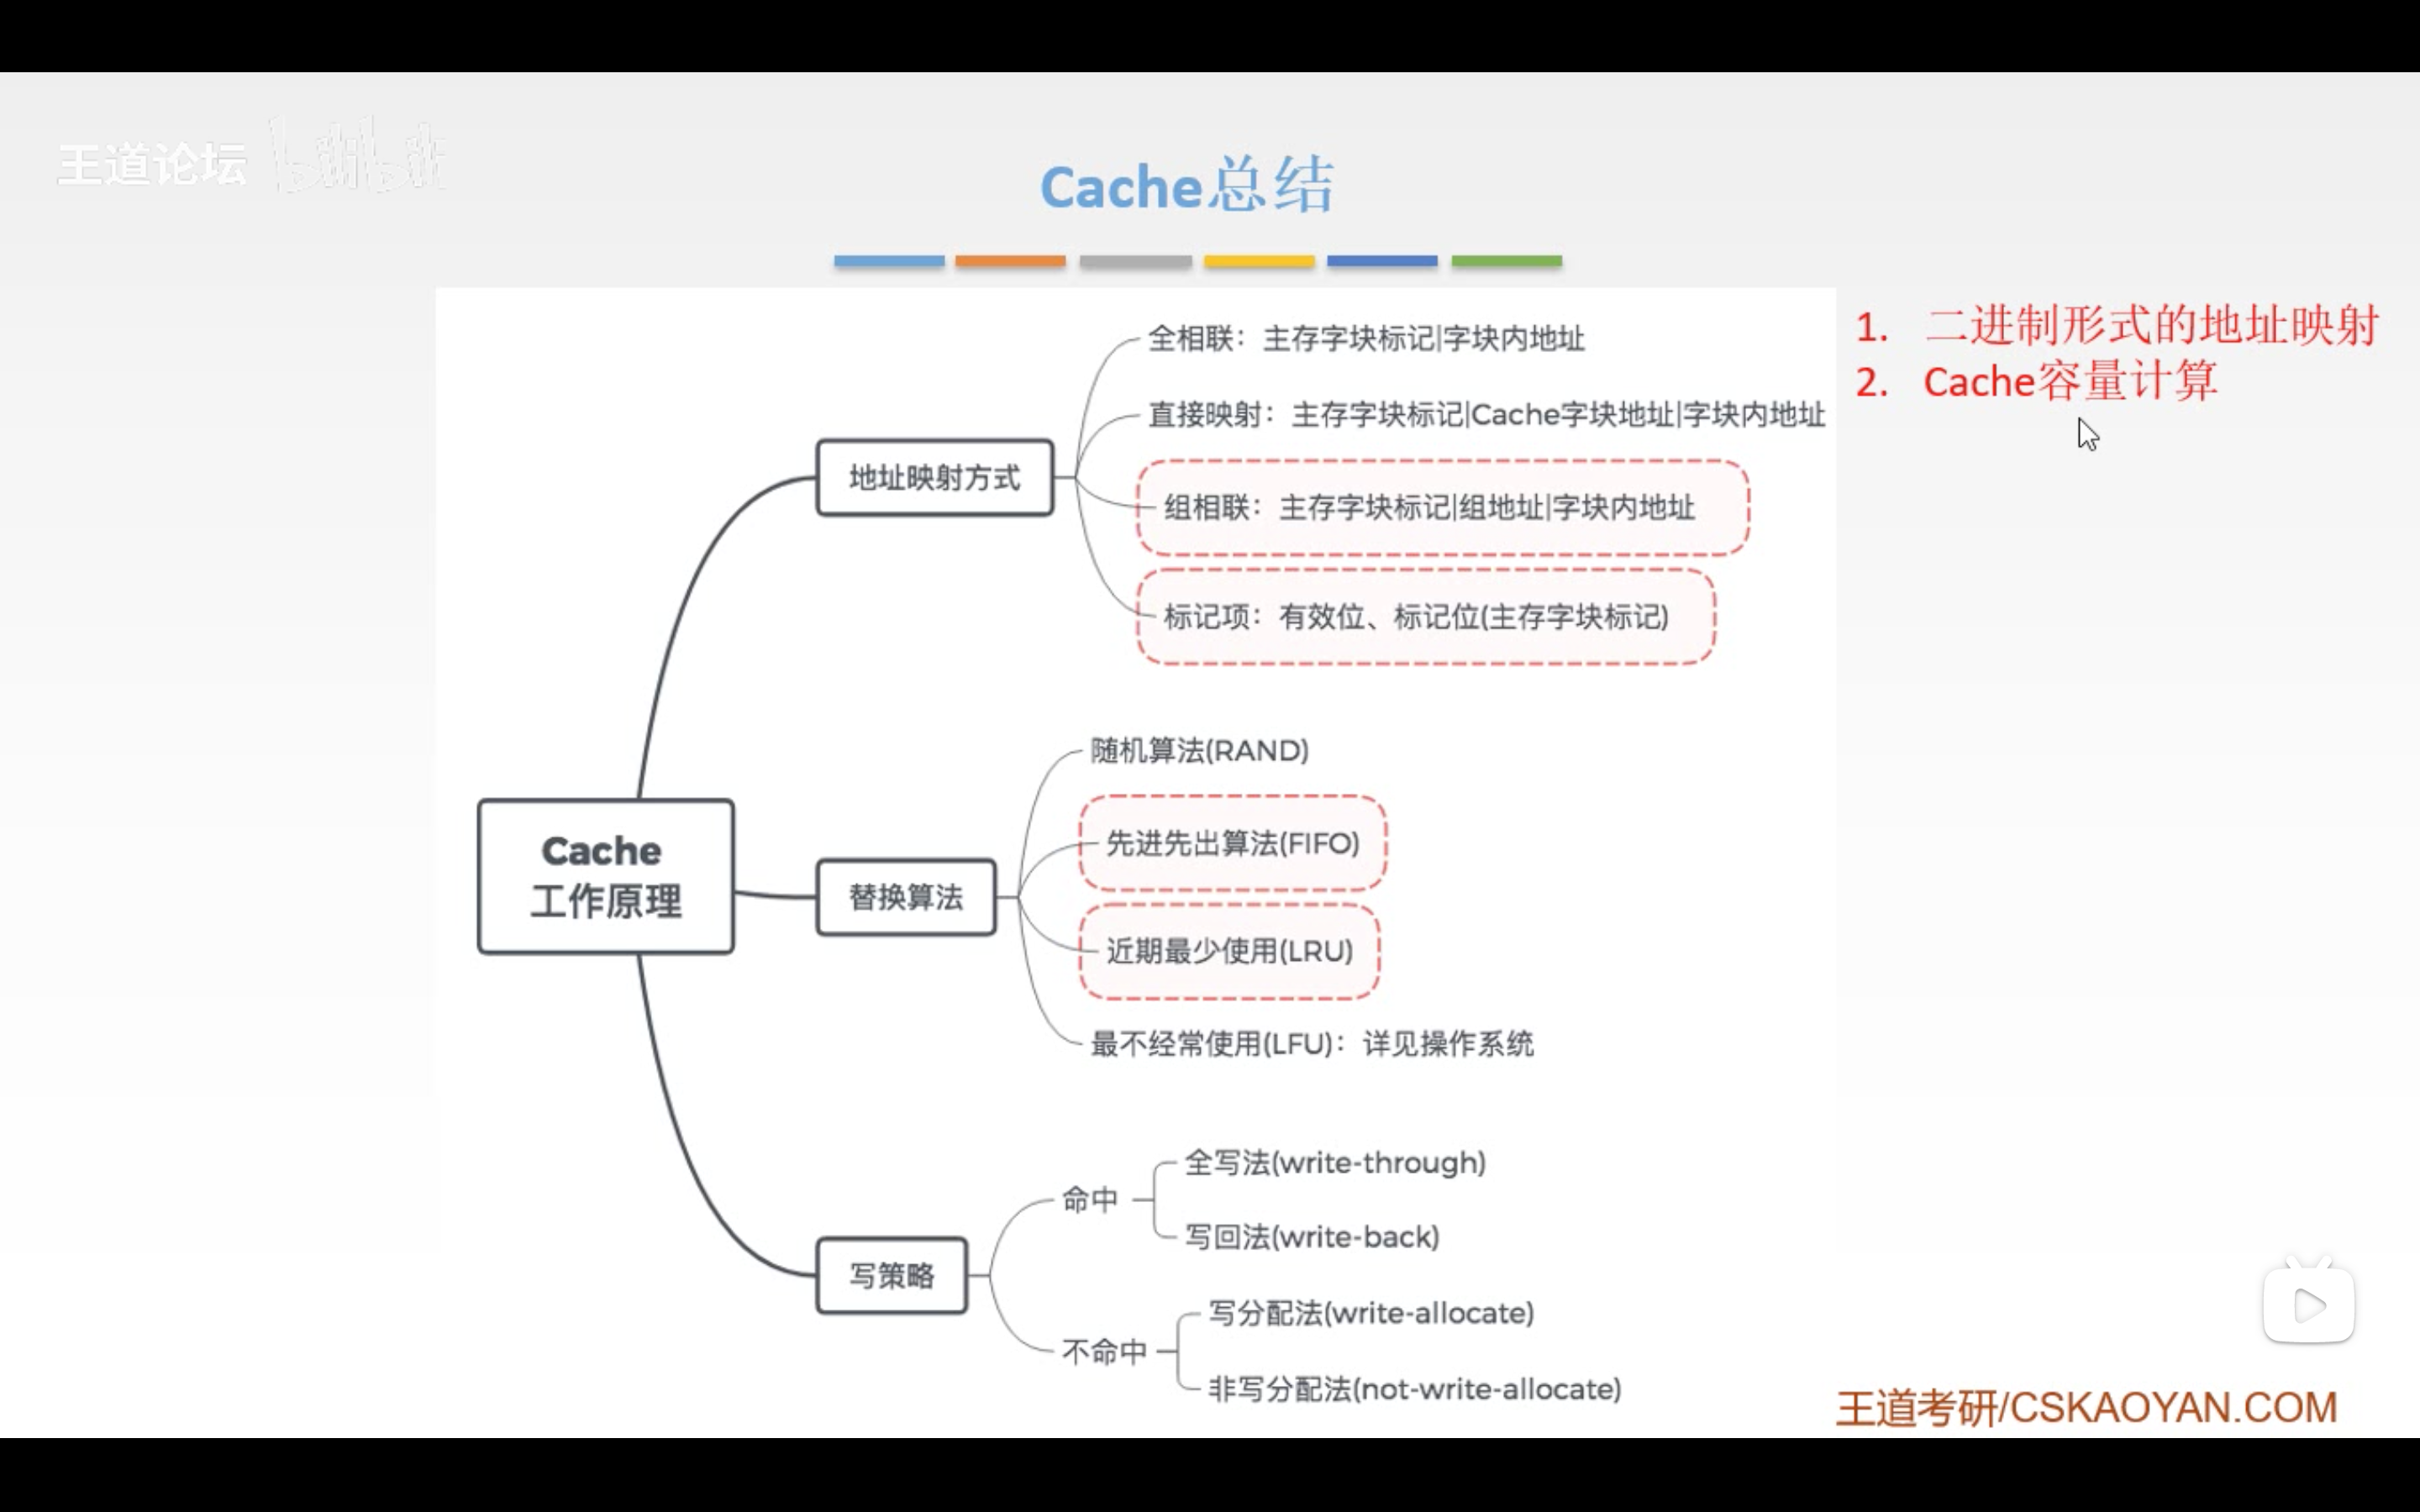 王道论坛 bilibili
Cache总结
1. 二进制形式的地址映射
2. Cache容量计算
Cache
工作原理
地址映射方式
全相联：主存字块标记|字块内地址
直接映射：主存字块标记|Cache字块地址|字块内地址
组相联：主存字块标记|组地址|字块内地址
标记项：有效位、标记位(主存字块标记)
替换算法
随机算法(RAND)
先进先出算法(FIFO)
近期最少使用(LRU)
最不经常使用(LFU)：详见操作系统
写策略
命中
全写法(write-through)
写回法(write-back)
不命中
写分配法(write-allocate)
非写分配法(not-write-allocate)
王道考研/CSKAOYAN.COM